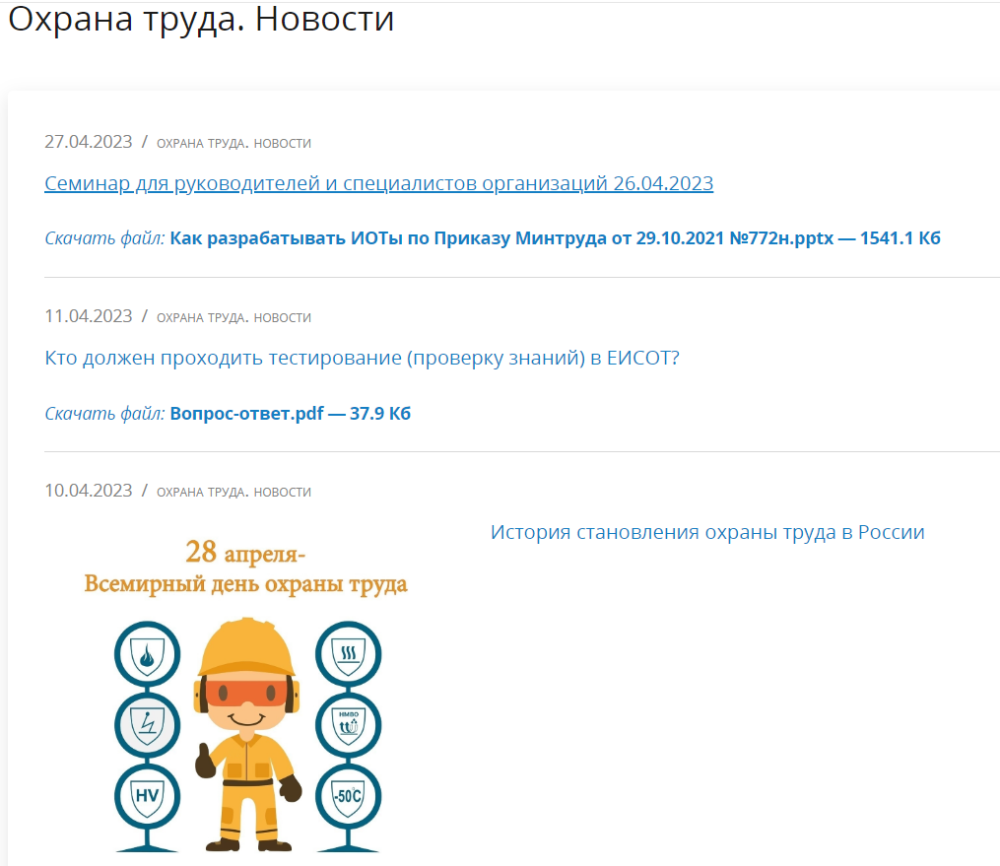 Охрана труда. Новости
27.04.2023 / ОХРАНА ТРУДА. НОВОСТИ
Семинар для руководителей и специалистов организаций 26.04.2023
Скачать файл: Как разрабатывать ИОТы по Приказу Минтруда от 29.10.2021 №772н.pptx — 1541.1 Кб
11.04.2023 / ОХРАНА ТРУДА. НОВОСТИ
Кто должен проходить тестирование (проверку знаний) в ЕИСОТ?
Скачать файл: Вопрос-ответ.pdf — 37.9 Кб
10.04.2023 / ОХРАНА ТРУДА. НОВОСТИ
История становления охраны труда в России
28 апреля-
Всемирный день охраны труда
НМВО
HV
-50°C